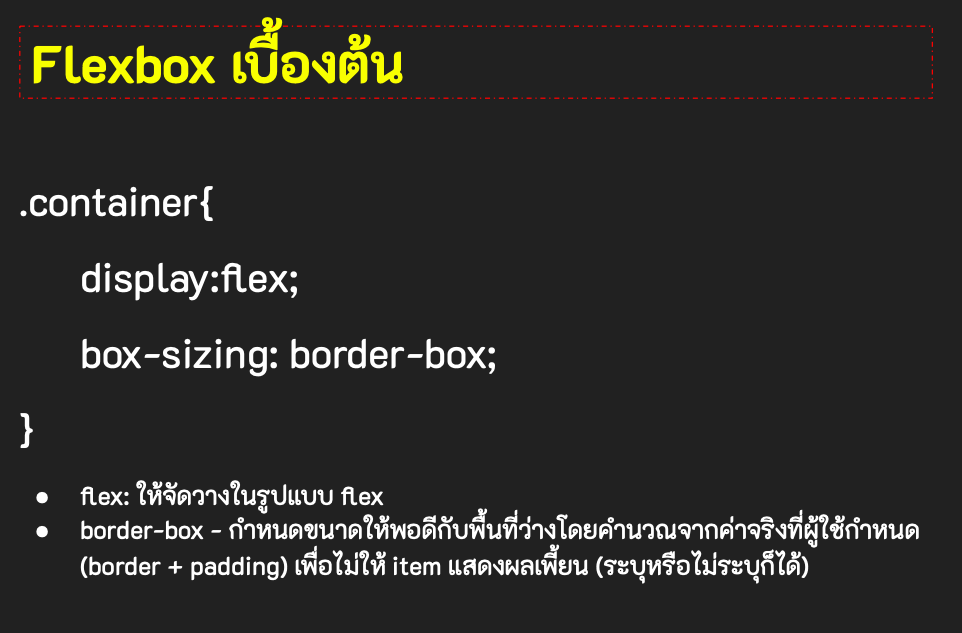 Flexbox เบื้องต้น
.container{
display:flex;
box-sizing: border-box;
}
● flex: ให้จัดวางในรูปแบบ flex
● border-box - กำหนดขนาดให้พอดีกับพื้นที่ว่างโดยคำนวณจากค่าจริงที่ผู้ใช้กำหนด
(border + padding) เพื่อไม่ให้ item แสดงผลเพี้ยน (ระบุหรือไม่ระบุก็ได้)